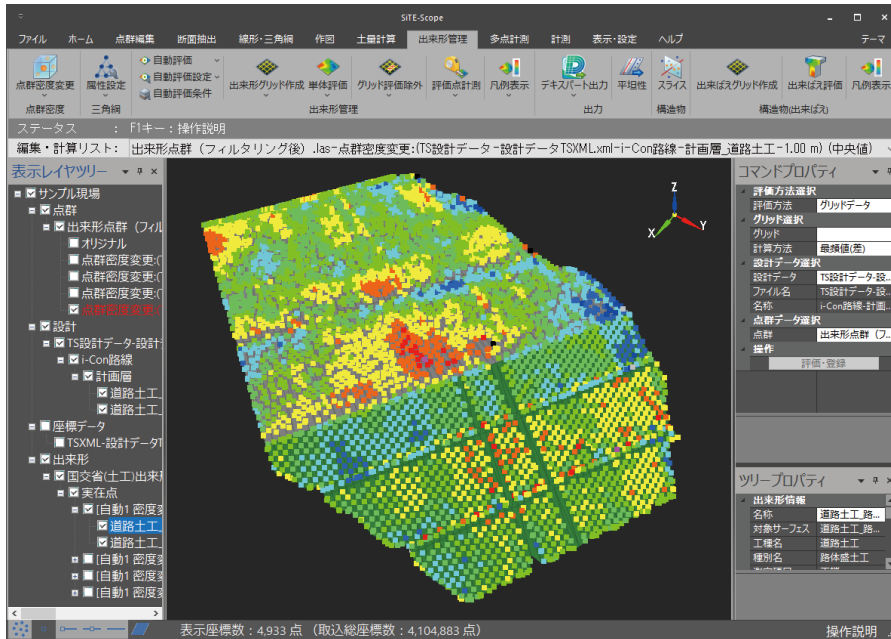 SiTE-Scope
ファイル ホーム 点群編集 断面抽出 線形・三角網 作図 土量計算 出来形管理 多点計測 計測 表示・設定 ヘルプ テーマ
点群密度変更 属性設定 自動評価 出来形グリッド作成 単体評価 グリッド評価除外 評価点計測 凡例表示 デキスパート出力 平坦性 スライス 出来ばえグリッド作成 出来ばえ評価 凡例表示
自動評価設定
自動評価条件
点群密度 三角網 出来形管理 出力 構造物 構造物(出来ばえ)
ステータス : F1キー：操作説明
編集・計算リスト： 出来形点群（フィルタリング後）.las-点群密度変更:(TS設計データ-設計データTSXML.xml-i-Con路線-計画層_道路土工-1.00 m) (中央値)
表示レイヤツリー
サンプル現場
点群
出来形点群（フィル
オリジナル
点群密度変更:(
点群密度変更:(
点群密度変更:(
点群密度変更:(
設計
TS設計データ-設計
i-Con路線
計画層
道路土工_
道路土工_
座標データ
TSXML-設計データT
出来形
国交省(土工)出来形
実在点
[自動1 密度変
道路土工_
道路土工_
[自動1 密度変
[自動1 密度変
[自動1 密度変
Z
X
Y
コマンドプロパティ
評価方法選択
評価方法 グリッドデータ
グリッド選択
グリッド
計算方法 最頻値(差)
設計データ選択
設計データ TS設計データ-設...
ファイル名 TS設計データ-設...
名称 i-Con路線-計画...
点群データ選択
点群 出来形点群（フ...
操作
評価・登録
ツリープロパティ
出来形情報
名称 道路土工_路...
対象サーフェス 道路土工_路...
工種名 道路土工
種別名 路体盛土工
表示座標数：4,933 点 （取込総座標数：4,104,883 点）
操作説明